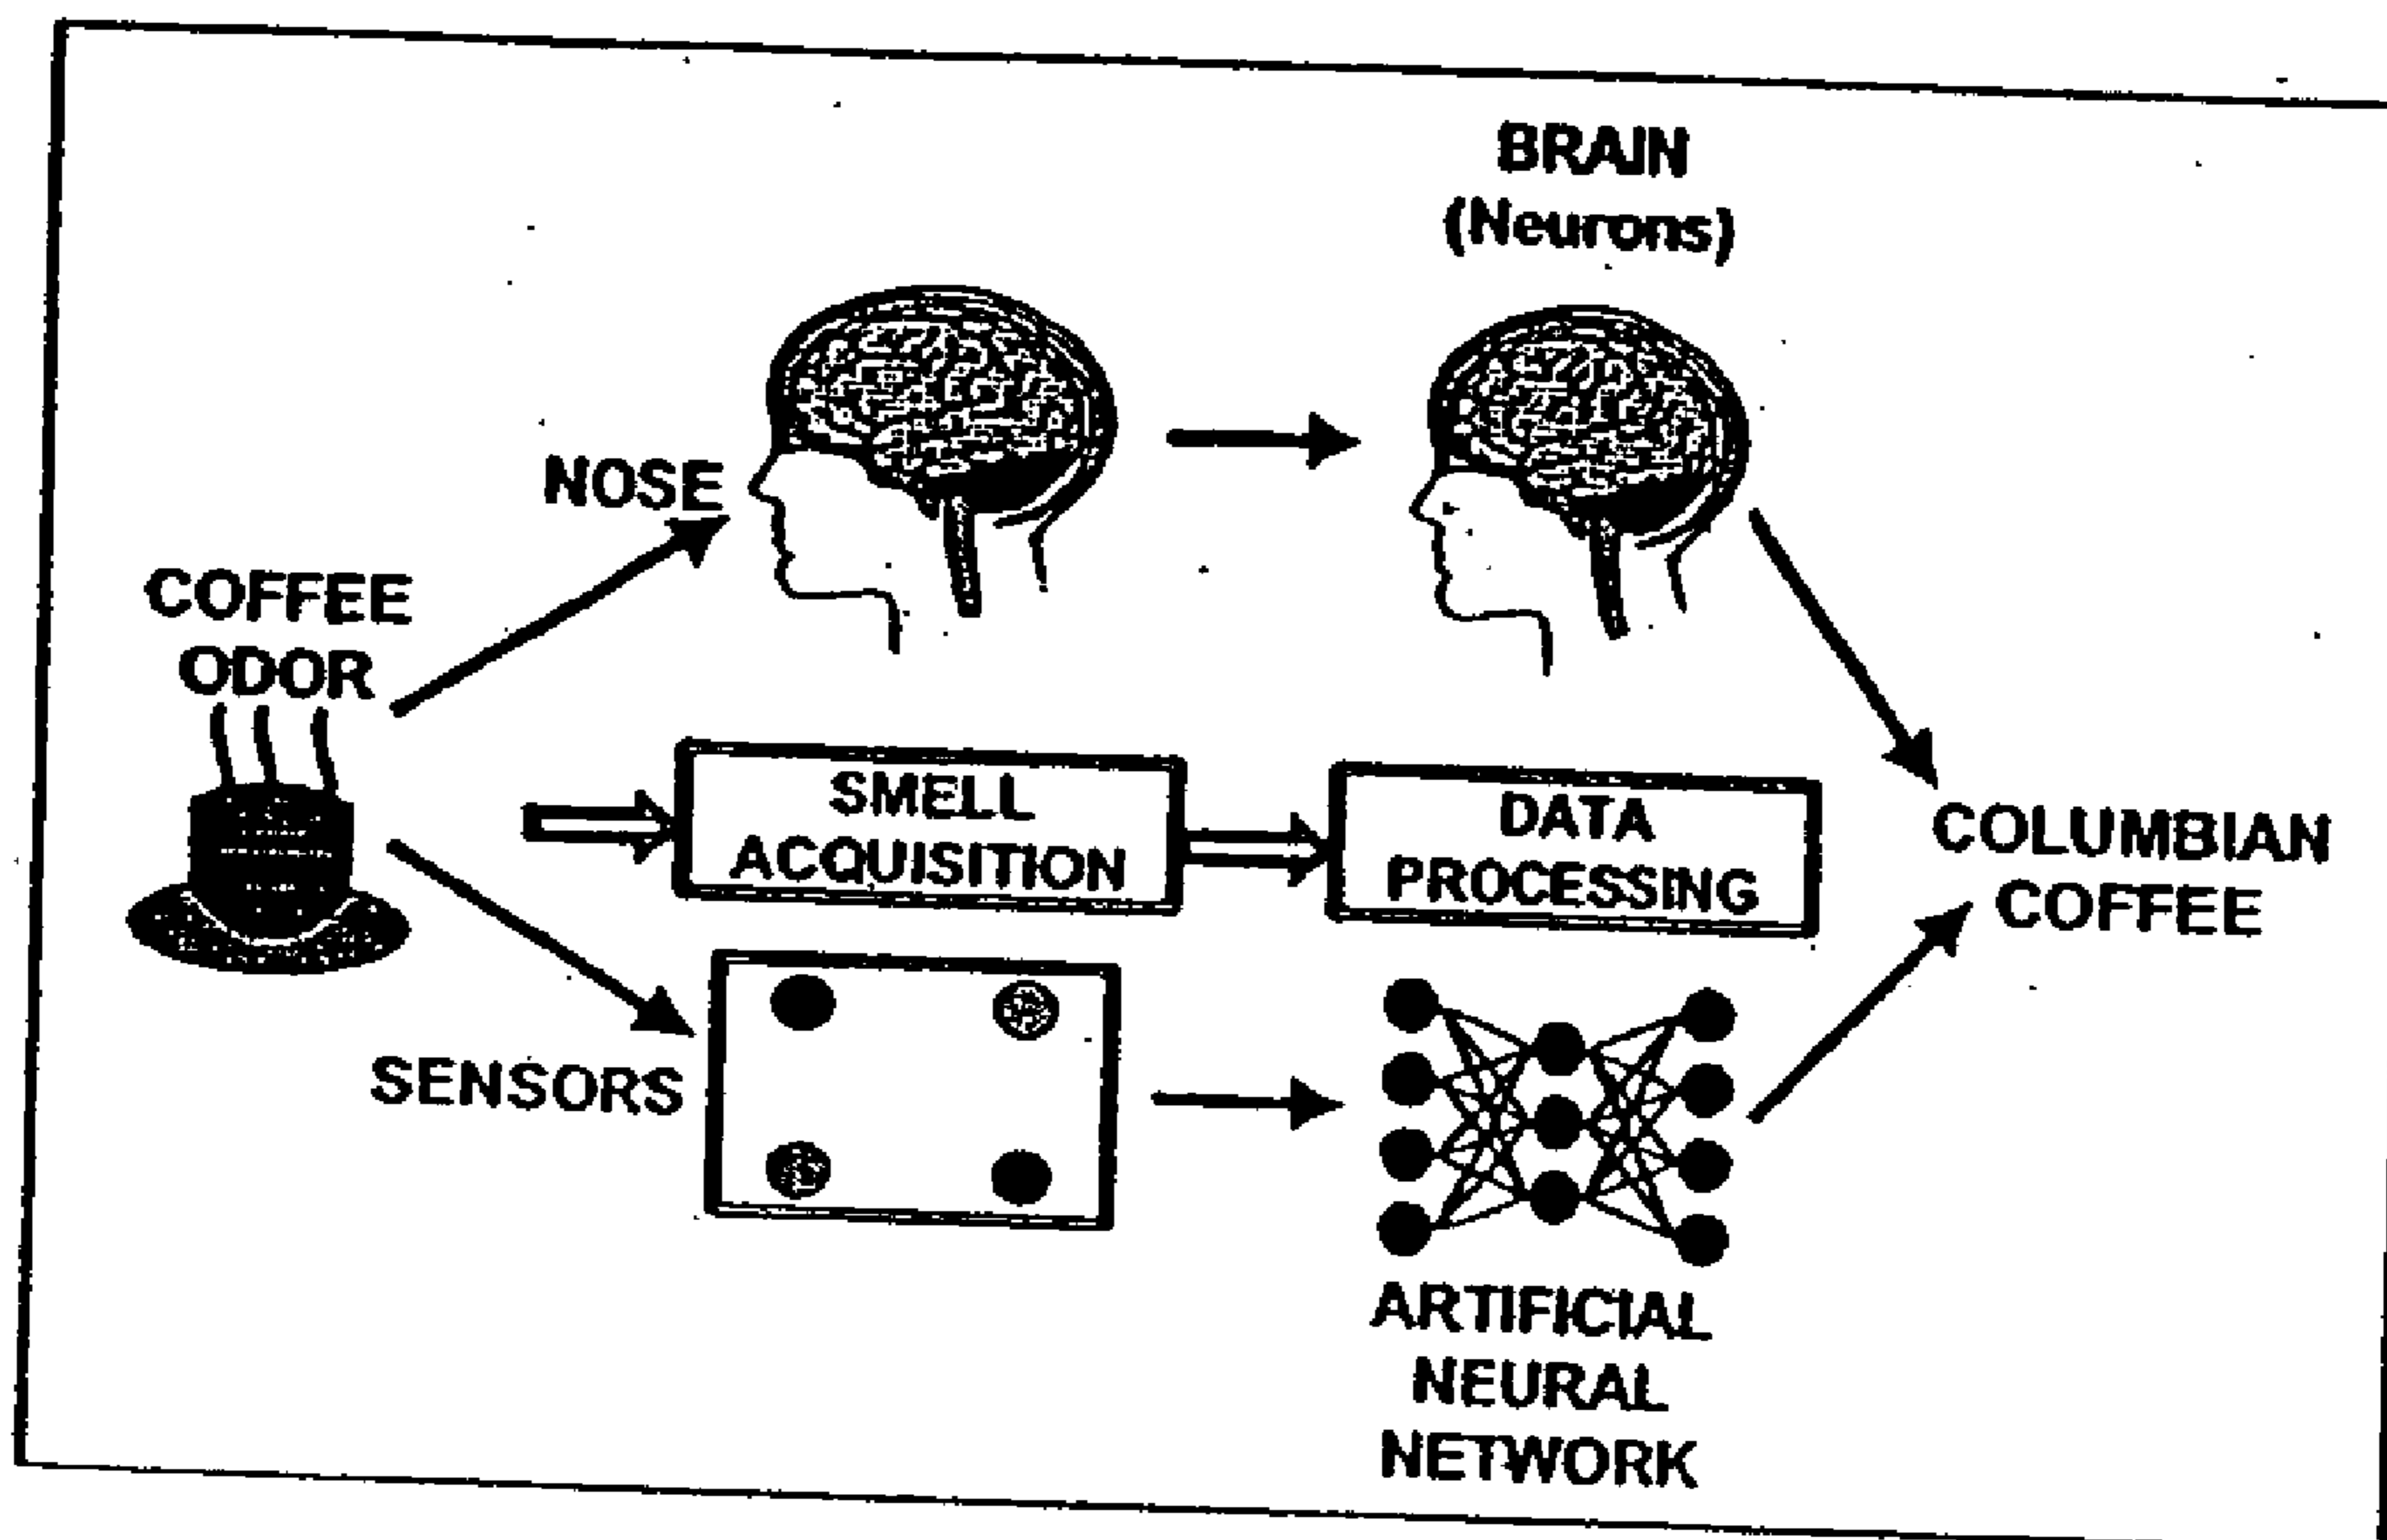 BRAIN
(Neurons)
NOSE
COFFEE
ODOR
SMELL
ACQUISITION
DATA
PROCESSING
COLUMBIAN
COFFEE
SENSORS
ARTIFICIAL
NEURAL
NETWORK